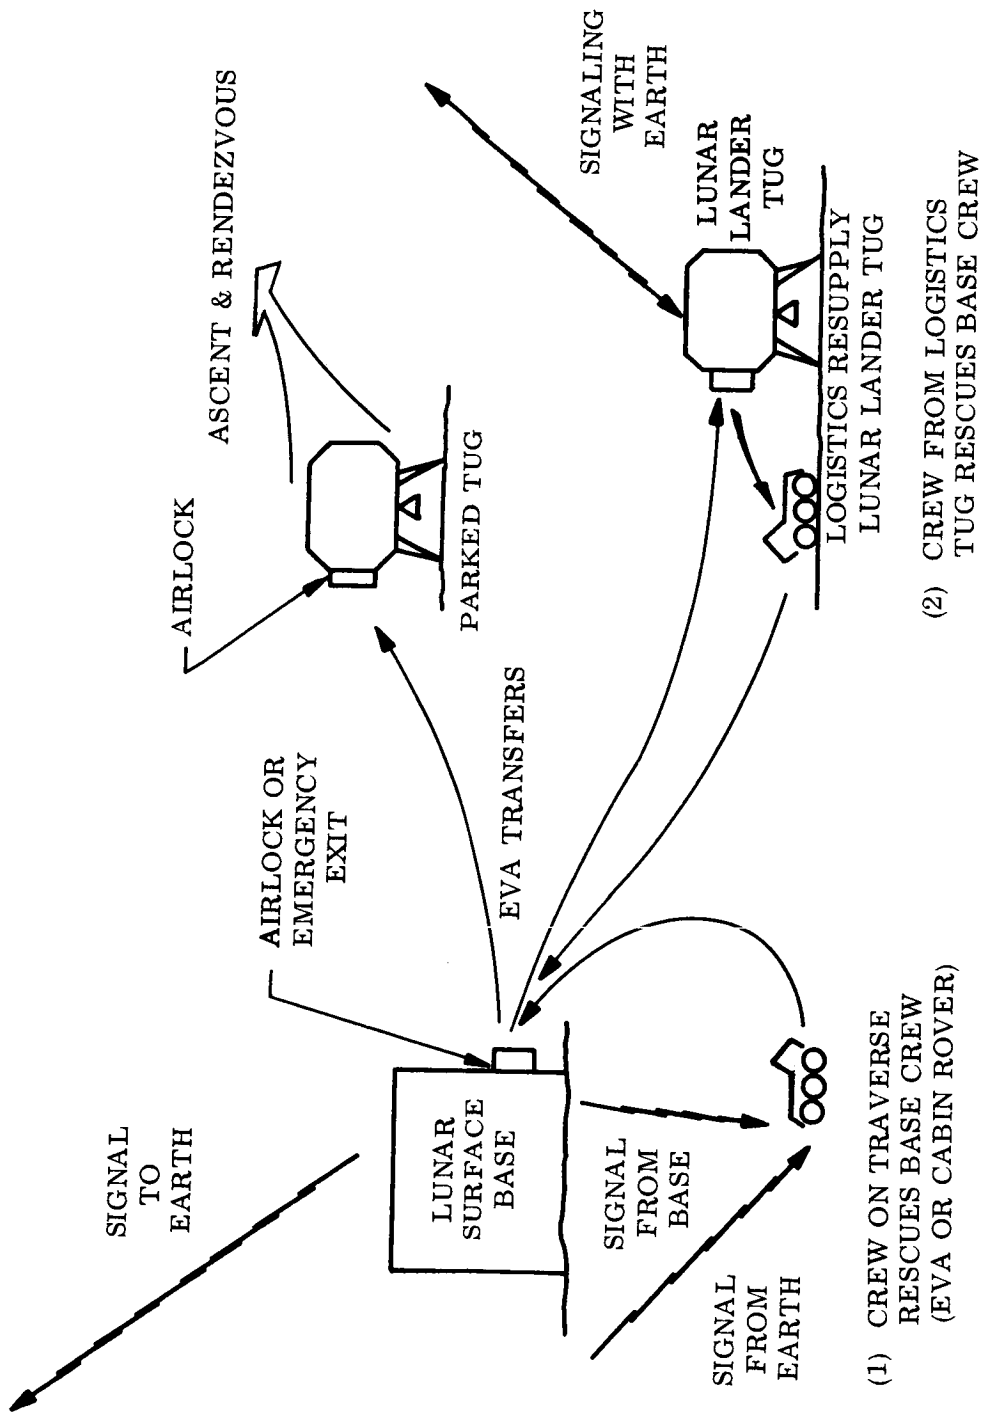 SIGNAL
TO
EARTH
AIRLOCK OR
EMERGENCY
EXIT
AIRLOCK
ASCENT & RENDEZVOUS
LUNAR
SURFACE
BASE
EVA TRANSFERS
PARKED TUG
SIGNALING
WITH
EARTH
LUNAR
LANDER
TUG
SIGNAL
FROM
BASE
SIGNAL
FROM
EARTH
LOGISTICS RESUPPLY
LUNAR LANDER TUG
(1) CREW ON TRAVERSE
RESCUES BASE CREW
(EVA OR CABIN ROVER)
(2) CREW FROM LOGISTICS
TUG RESCUES BASE CREW